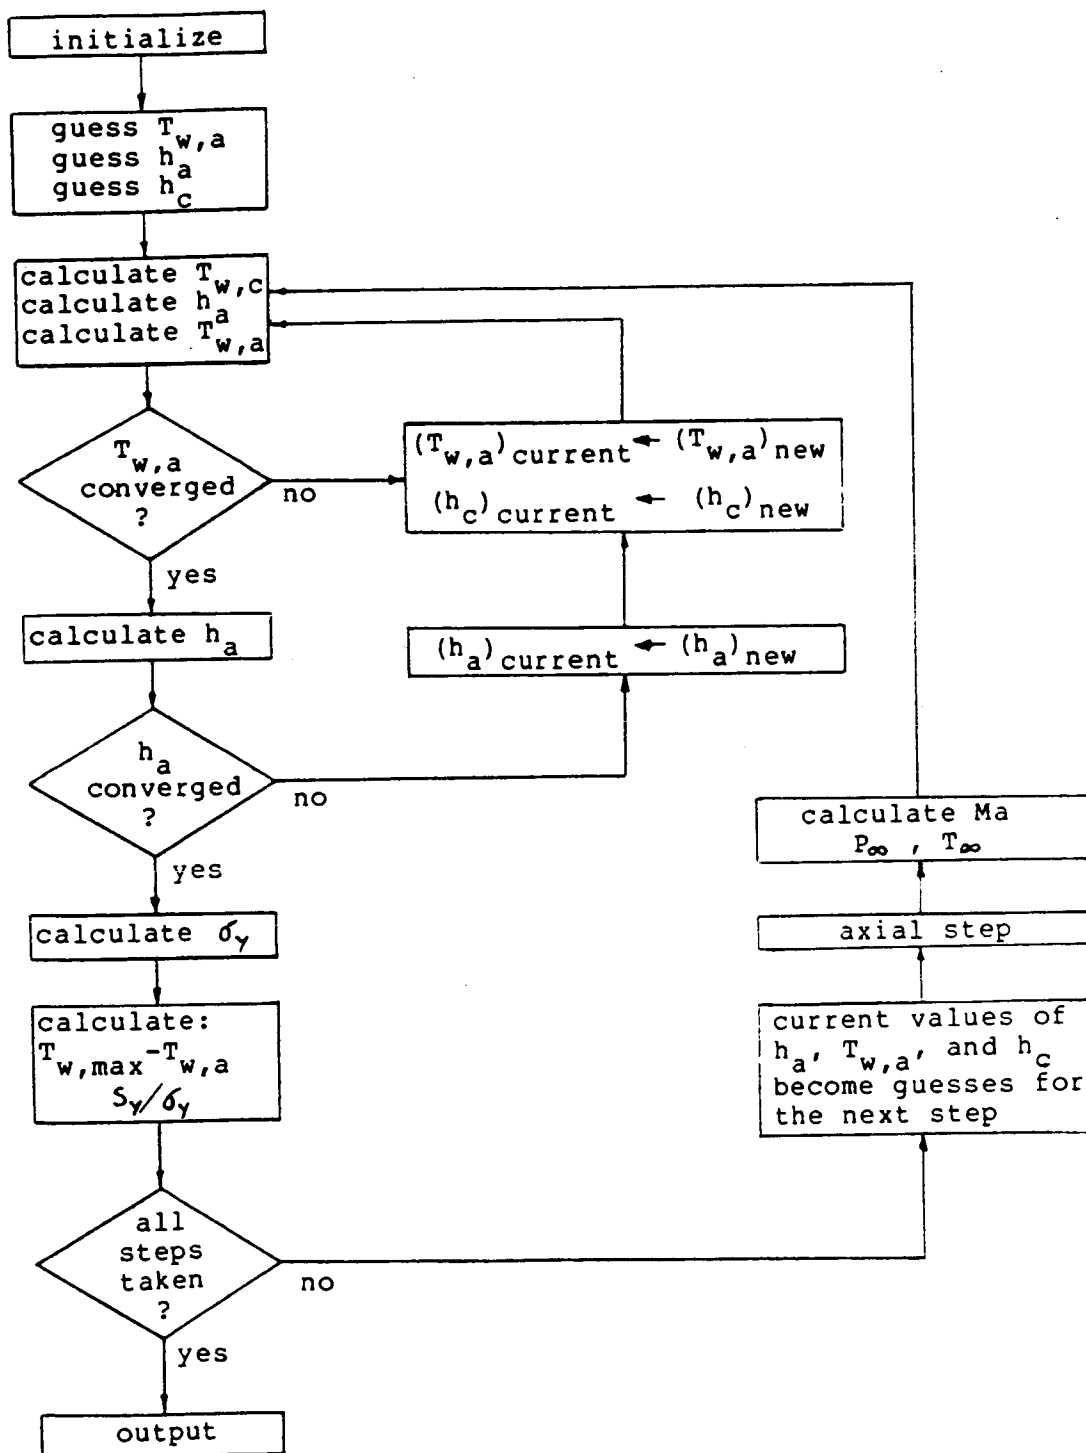 initialize
guess T_w,a
guess h_a
guess h_c
calculate T_w,c
calculate h_a
calculate T_w,a
T_w,a
converged
?
no
yes
(T_w,a)current ← (T_w,a)new
(h_c)current ← (h_c)new
calculate h_a
(h_a)current ← (h_a)new
h_a
converged
?
no
yes
calculate σ_y
calculate:
T_w,max-T_w,a
S_y/σ_y
all
steps
taken
?
no
yes
output
calculate Ma
P_∞ , T_∞
axial step
current values of
h_a, T_w,a, and h_c
become guesses for
the next step